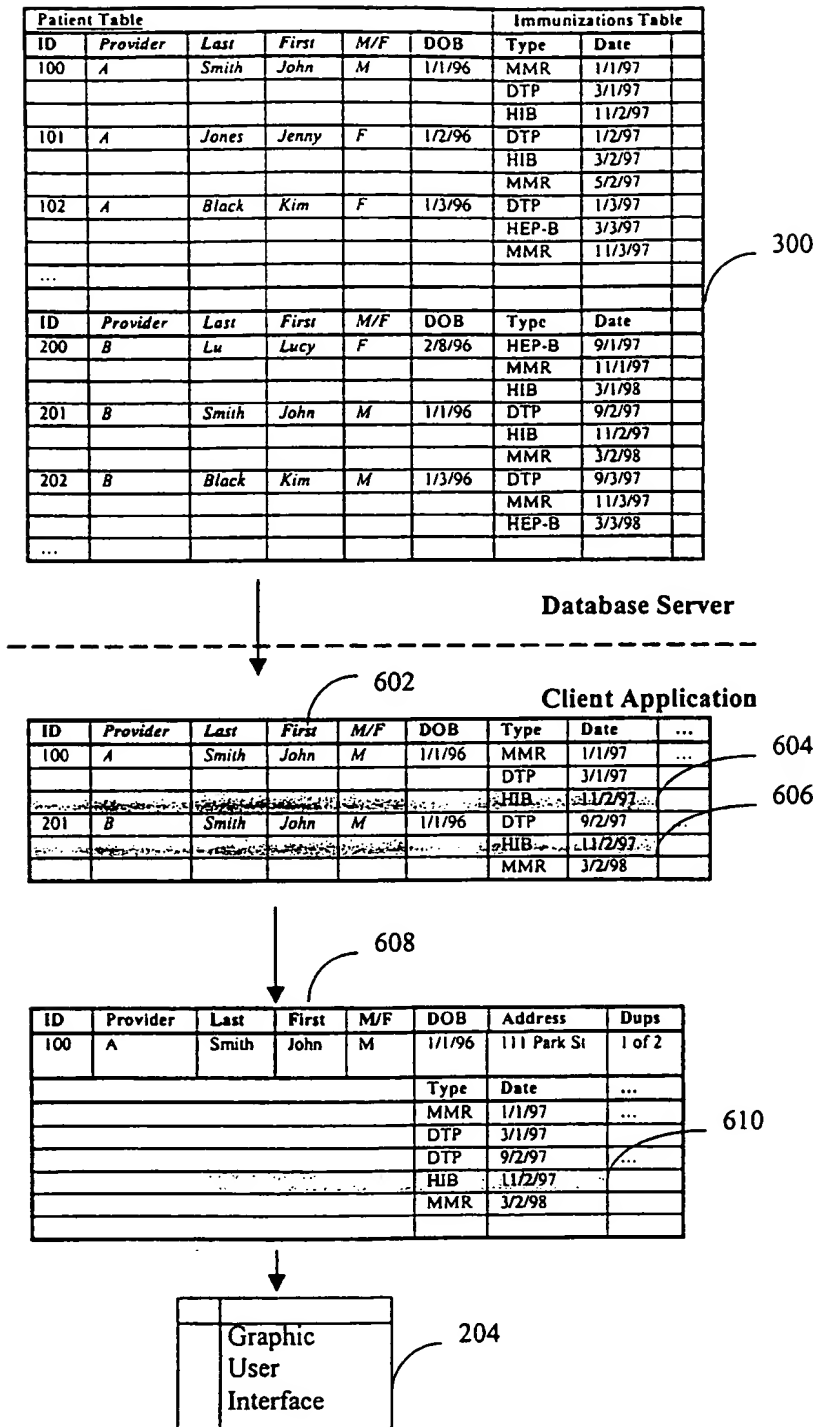 Patient Table Immunizations Table
ID Provider Last First M/F DOB Type Date
100 A Smith John M 1/1/96 MMR 1/1/97
DTP 3/1/97
HIB 11/2/97
101 A Jones Jenny F 1/2/96 DTP 1/2/97
HIB 3/2/97
MMR 5/2/97
102 A Black Kim F 1/3/96 DTP 1/3/97
HEP-B 3/3/97
MMR 11/3/97
300
...
ID Provider Last First M/F DOB Type Date
200 B Lu Lucy F 2/8/96 HEP-B 9/1/97
MMR 11/1/97
HIB 3/1/98
201 B Smith John M 1/1/96 DTP 9/2/97
HIB 11/2/97
MMR 3/2/98
202 B Black Kim M 1/3/96 DTP 9/3/97
MMR 11/3/97
HEP-B 3/3/98
...
Database Server
602
Client Application
ID Provider Last First M/F DOB Type Date ...
100 A Smith John M 1/1/96 MMR 1/1/97 ...
604
DTP 3/1/97
HIB 11/2/97
606
201 B Smith John M 1/1/96 DTP 9/2/97
HIB 11/2/97
MMR 3/2/98
608
ID Provider Last First M/F DOB Address Dups
100 A Smith John M 1/1/96 111 Park St 1 of 2
Type Date ...
MMR 1/1/97 ...
610
DTP 3/1/97
DTP 9/2/97 ...
HIB 11/2/97
MMR 3/2/98
204
Graphic
User
Interface